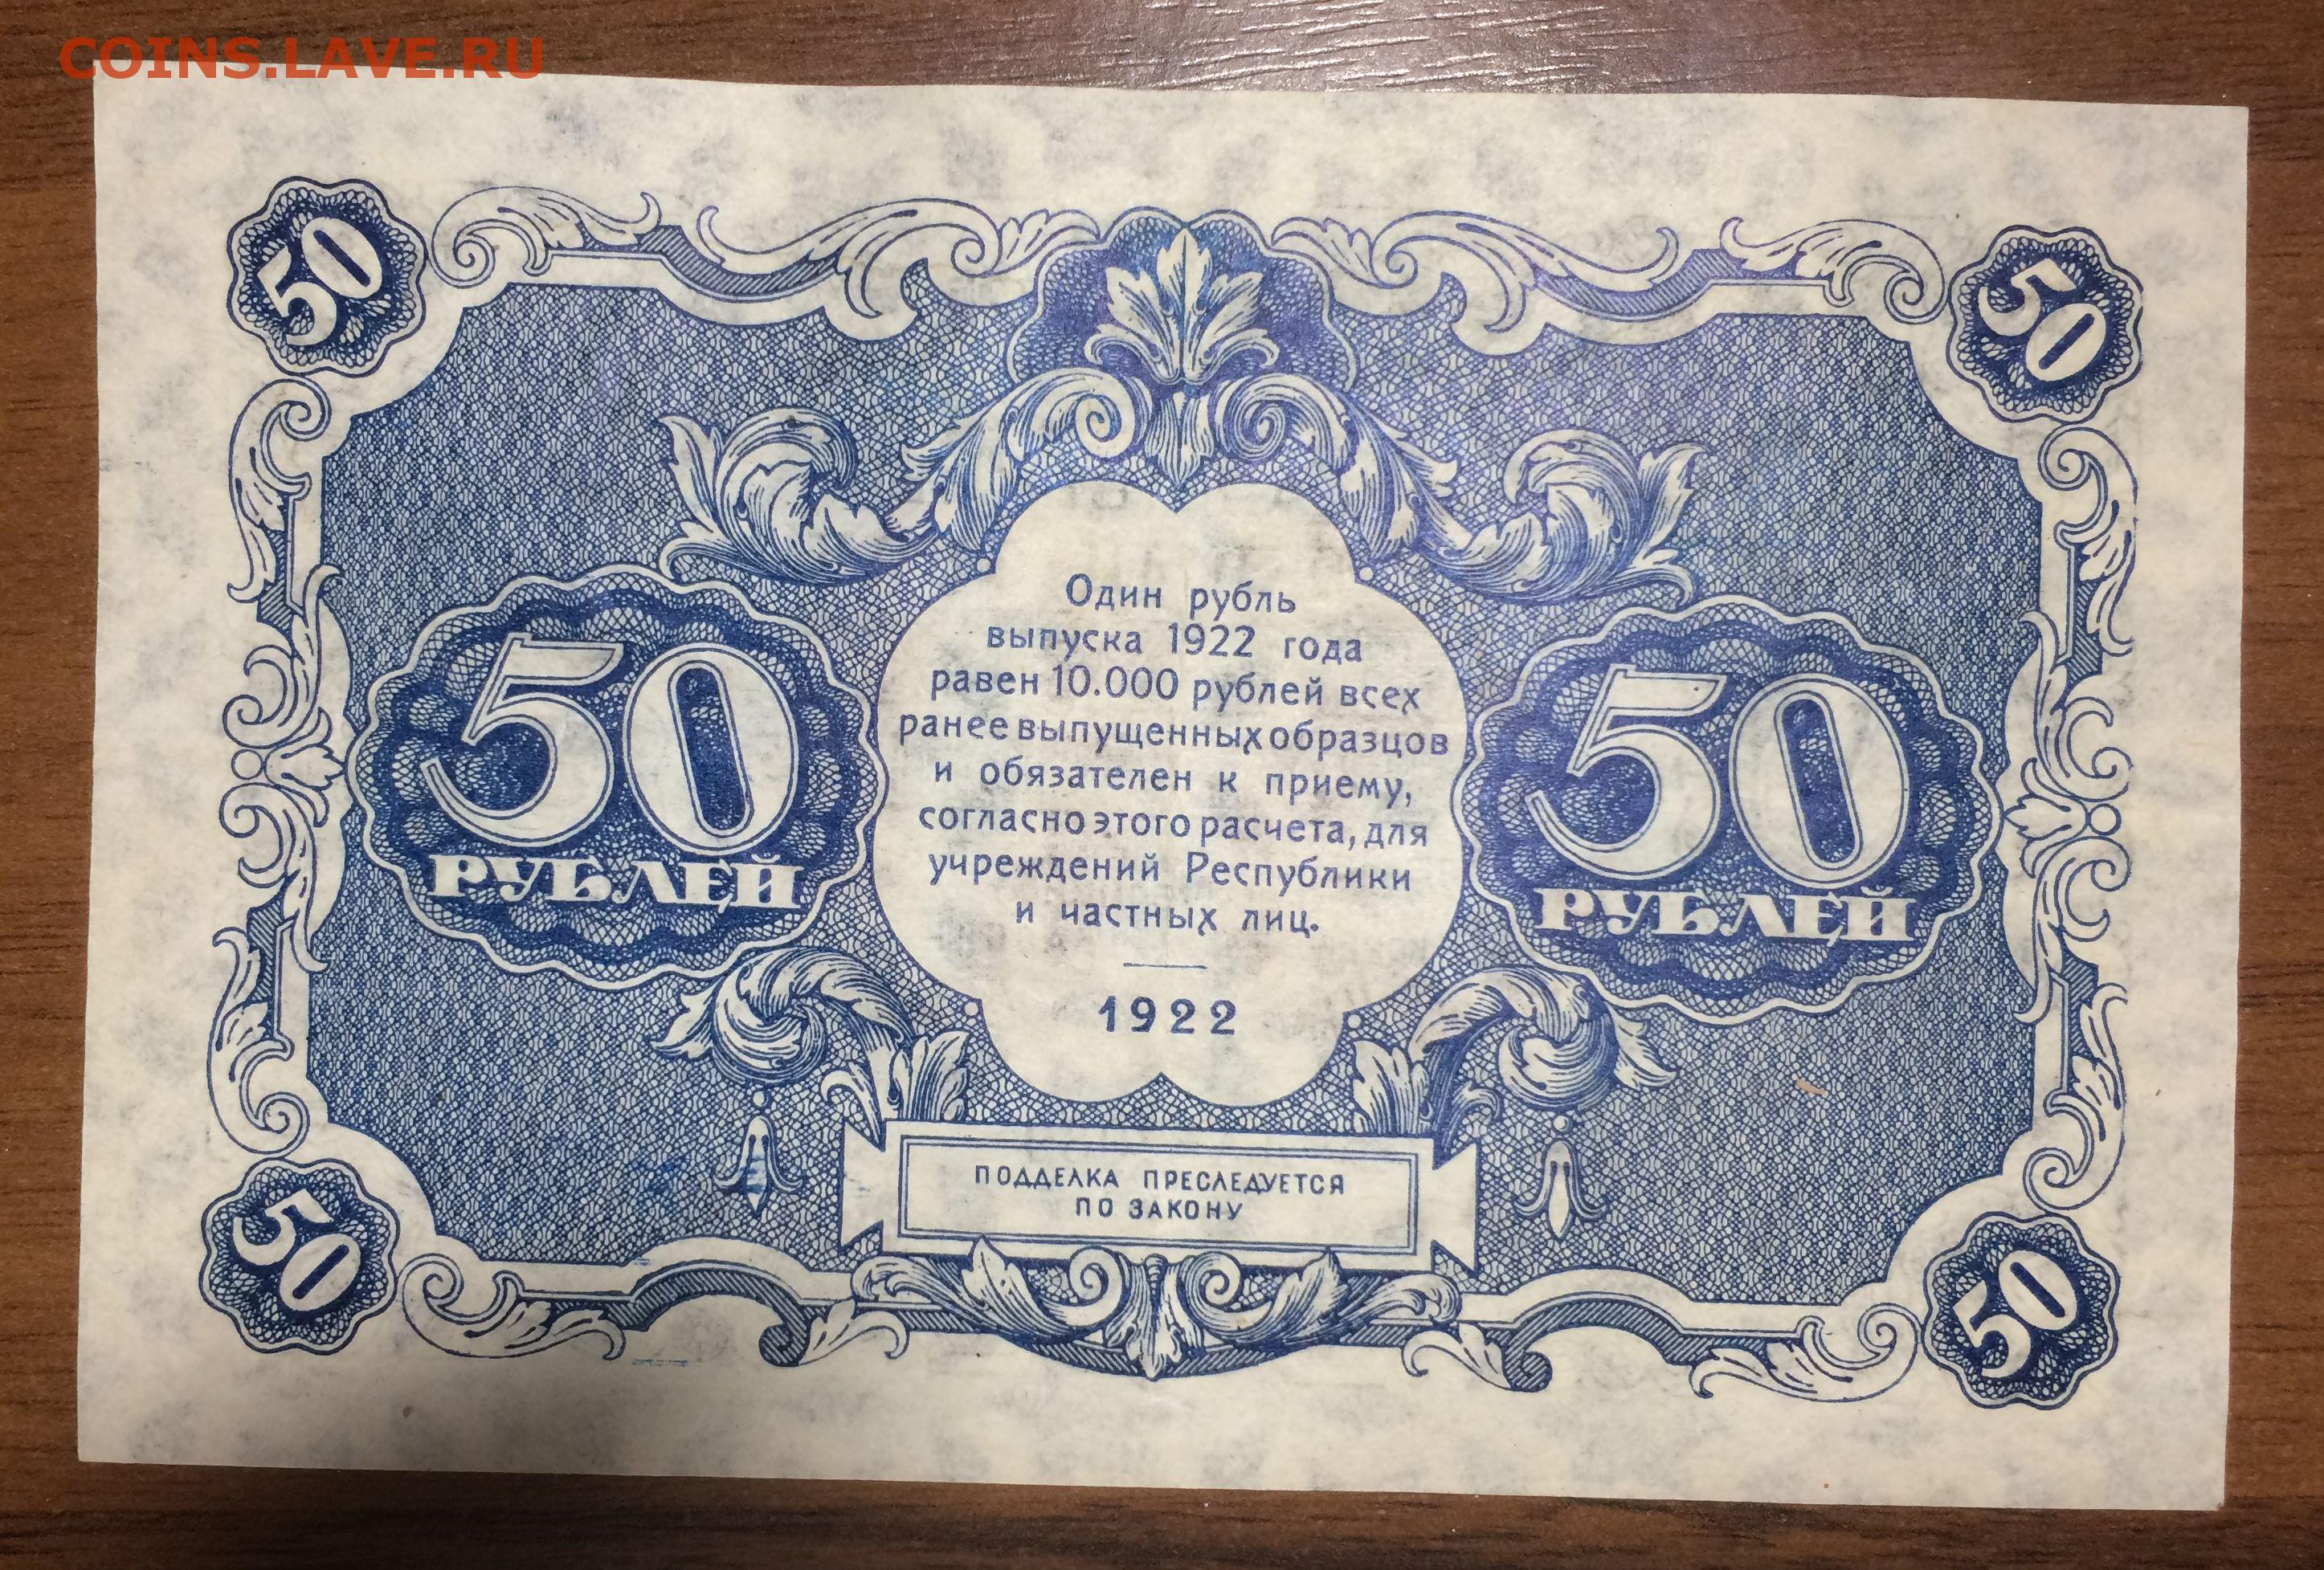 COINS.LAVE.RU
50
50
Один рубль
выпуска 1922 года
равен 10.000 рублей всех
ранее выпущенных образцов
и обязателен к приему,
согласно этого расчета, для
учреждений Республики
и частных лиц.
1922
50
РУБЛЕЙ
50
РУБЛЕЙ
ПОДДЕЛКА ПРЕСЛЕДУЕТСЯ
ПО ЗАКОНУ
50
50